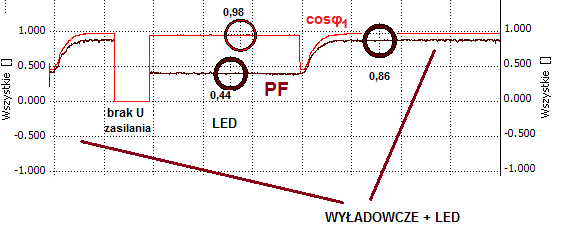 0,98
cosφ1
1.000
1.000
0.500
0.500
0,86
Wszystkie []
Wszystkie []
0,44
PF
0.000
0.000
brak U
zasilania
LED
-0.500
-0.500
-1.000
-1.000
WYŁADOWCZE + LED